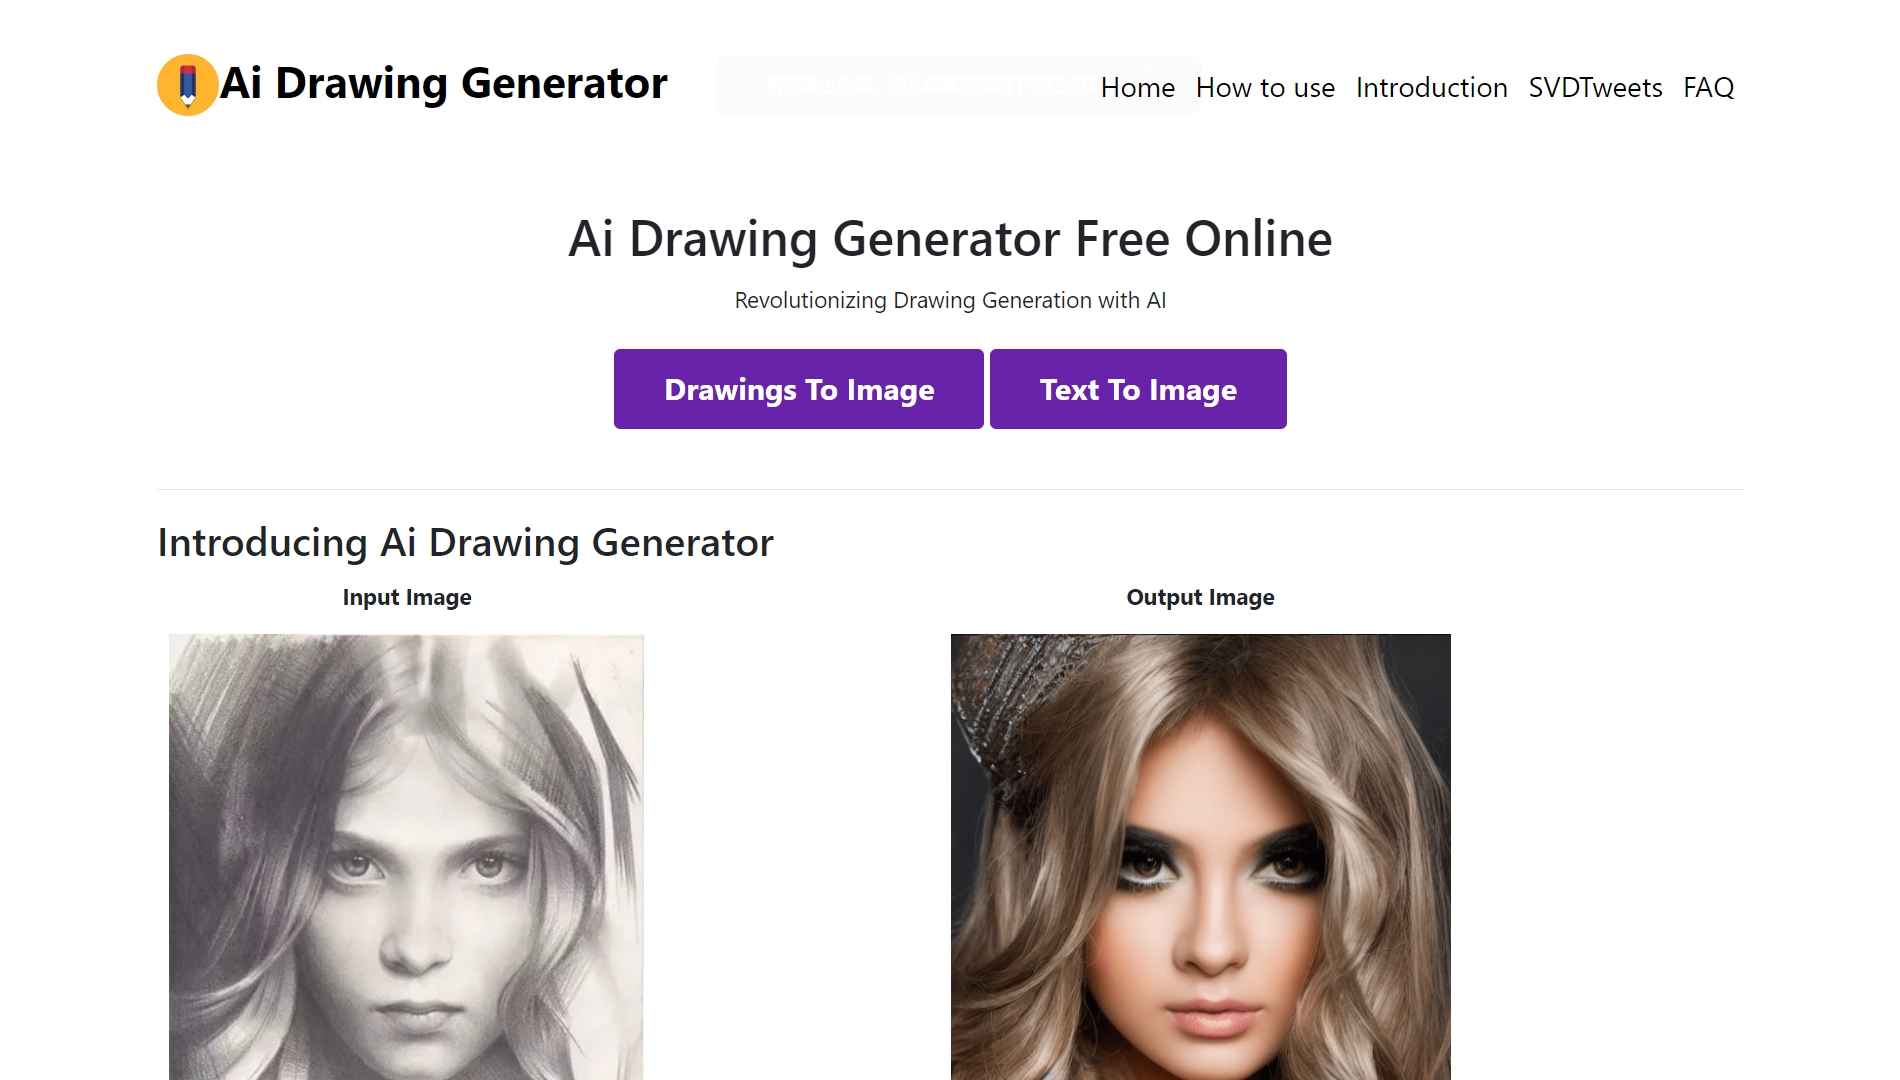 Ai Drawing Generator
Home How to use Introduction SVDTweets FAQ
Ai Drawing Generator Free Online
Revolutionizing Drawing Generation with AI
Drawings To Image Text To Image
Introducing Ai Drawing Generator
Input Image Output Image